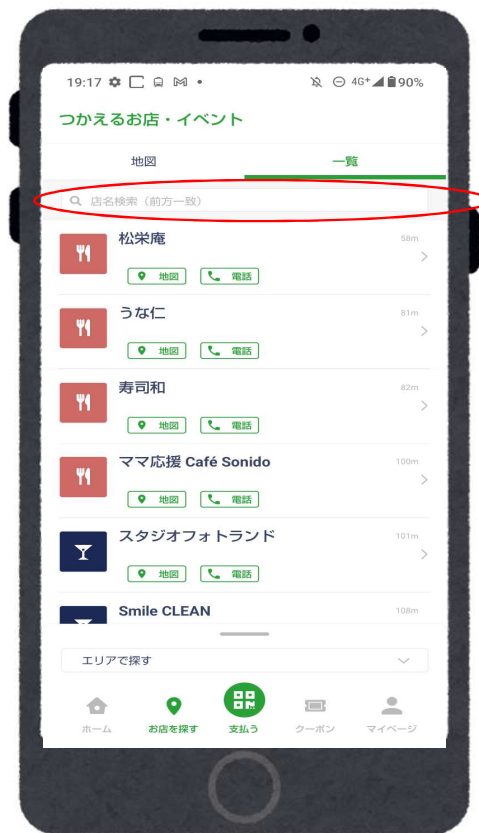 19:17 4G+ 90%
つかえるお店・イベント
地図 一覧
店名検索（前方一致）
松栄庵 58m
地図 電話
うな仁 81m
地図 電話
寿司和 82m
地図 電話
ママ応援 Café Sonido 100m
地図 電話
スタジオフォトランド 101m
地図 電話
Smile CLEAN 108m
エリアで探す
ホーム お店を探す 支払う クーポン マイページ